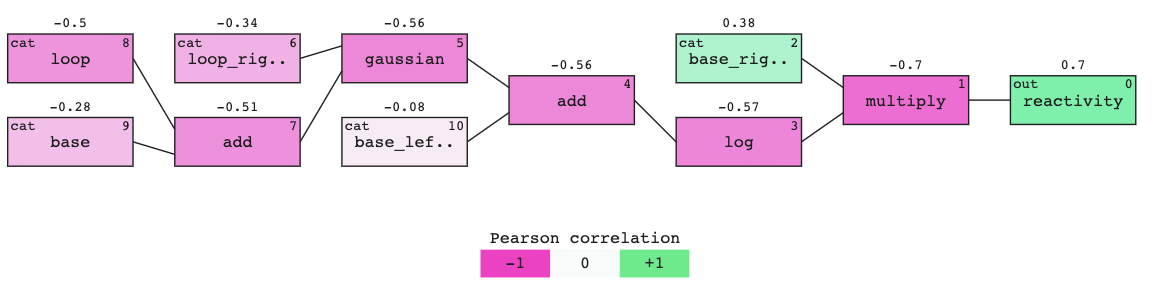 -0.5
-0.34
-0.56
0.38
cat 8
loop
cat 6
loop_rig..
5
gaussian
-0.56
cat 2
base_rig..
-0.7
0.7
-0.28
-0.51
-0.08
4
add
-0.57
1
multiply
out 0
reactivity
cat 9
base
7
add
cat 10
base_lef..
3
log
Pearson correlation
-1 0 +1